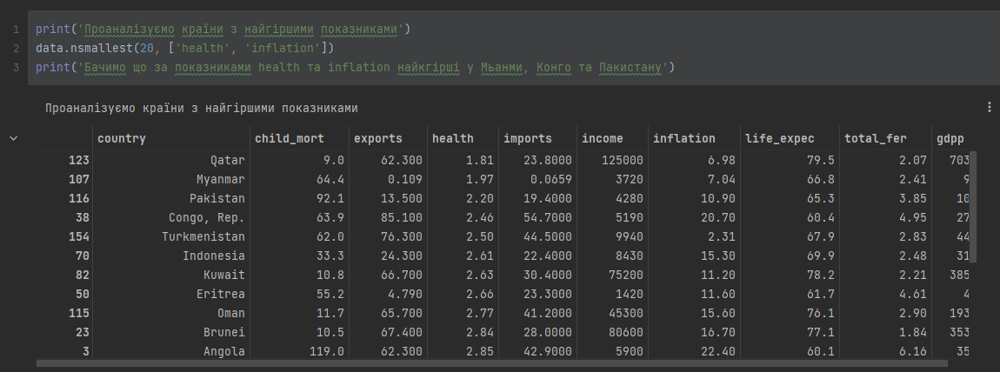 1 print('Проаналізуємо країни з найгіршими показниками')
2 data.nsmallest(20, ['health', 'inflation'])
3 print('Бачимо що за показниками health та inflation найкгірші у Мьанми, Конго та Пакистану')
Проаналізуємо країни з найгіршими показниками
country child_mort exports health imports income inflation life_expec total_fer gdpp
123 Qatar 9.0 62.300 1.81 23.8000 125000 6.98 79.5 2.07 703
107 Myanmar 64.4 0.109 1.97 0.0659 3720 7.04 66.8 2.41 9
116 Pakistan 92.1 13.500 2.20 19.4000 4280 10.90 65.3 3.85 10
38 Congo, Rep. 63.9 85.100 2.46 54.7000 5190 20.70 60.4 4.95 27
154 Turkmenistan 62.0 76.300 2.50 44.5000 9940 2.31 67.9 2.83 44
70 Indonesia 33.3 24.300 2.61 22.4000 8430 15.30 69.9 2.48 31
82 Kuwait 10.8 66.700 2.63 30.4000 75200 11.20 78.2 2.21 385
50 Eritrea 55.2 4.790 2.66 23.3000 1420 11.60 61.7 4.61 4
115 Oman 11.7 65.700 2.77 41.2000 45300 15.60 76.1 2.90 193
23 Brunei 10.5 67.400 2.84 28.0000 80600 16.70 77.1 1.84 353
3 Angola 119.0 62.300 2.85 42.9000 5900 22.40 60.1 6.16 35